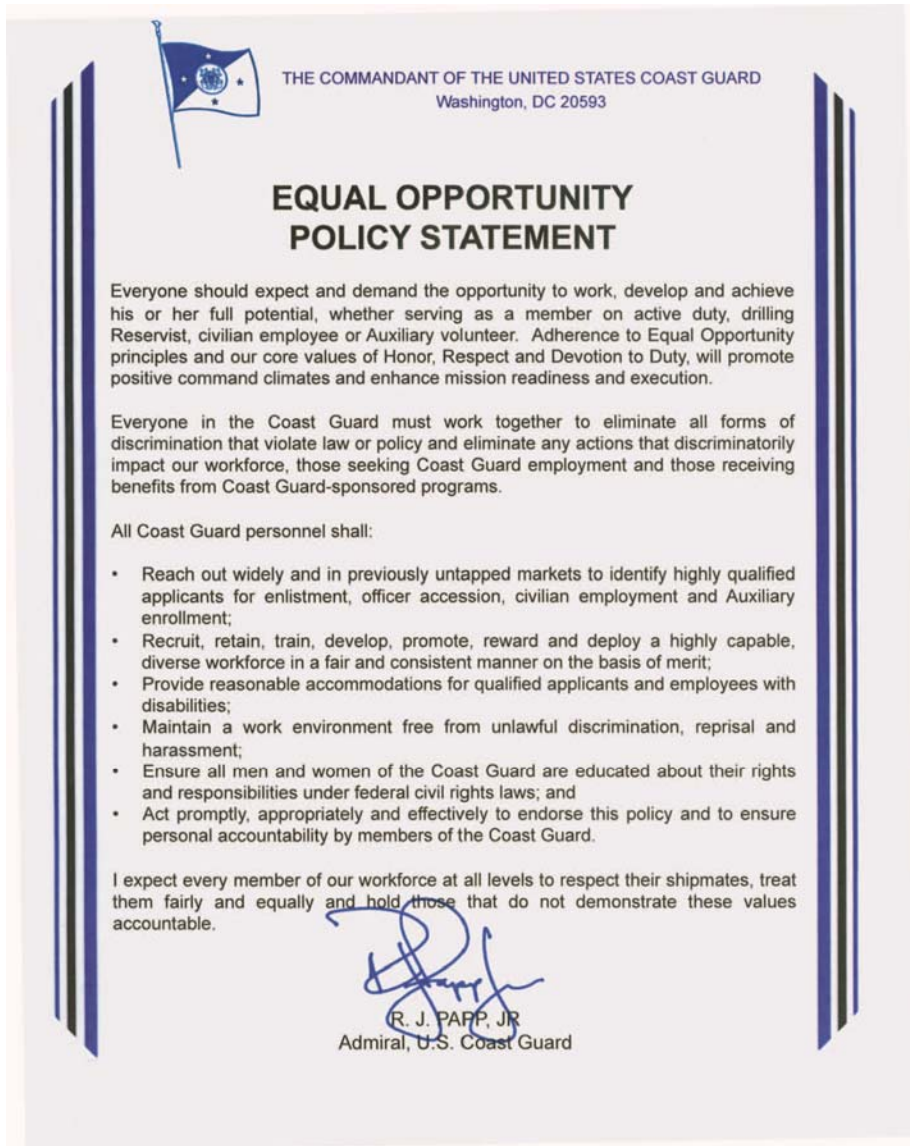 THE COMMANDANT OF THE UNITED STATES COAST GUARD
Washington, DC 20593
EQUAL OPPORTUNITY
POLICY STATEMENT
Everyone should expect and demand the opportunity to work, develop and achieve
his or her full potential, whether serving as a member on active duty, drilling
Reservist, civilian employee or Auxiliary volunteer. Adherence to Equal Opportunity
principles and our core values of Honor, Respect and Devotion to Duty, will promote
positive command climates and enhance mission readiness and execution.
Everyone in the Coast Guard must work together to eliminate all forms of
discrimination that violate law or policy and eliminate any actions that discriminatorily
impact our workforce, those seeking Coast Guard employment and those receiving
benefits from Coast Guard-sponsored programs.
All Coast Guard personnel shall:
• Reach out widely and in previously untapped markets to identify highly qualified
applicants for enlistment, officer accession, civilian employment and Auxiliary
enrollment;
• Recruit, retain, train, develop, promote, reward and deploy a highly capable,
diverse workforce in a fair and consistent manner on the basis of merit;
• Provide reasonable accommodations for qualified applicants and employees with
disabilities;
• Maintain a work environment free from unlawful discrimination, reprisal and
harassment;
• Ensure all men and women of the Coast Guard are educated about their rights
and responsibilities under federal civil rights laws; and
• Act promptly, appropriately and effectively to endorse this policy and to ensure
personal accountability by members of the Coast Guard.
I expect every member of our workforce at all levels to respect their shipmates, treat
them fairly and equally and hold those that do not demonstrate these values
accountable.
R. J. PAPP, JR
Admiral, U.S. Coast Guard